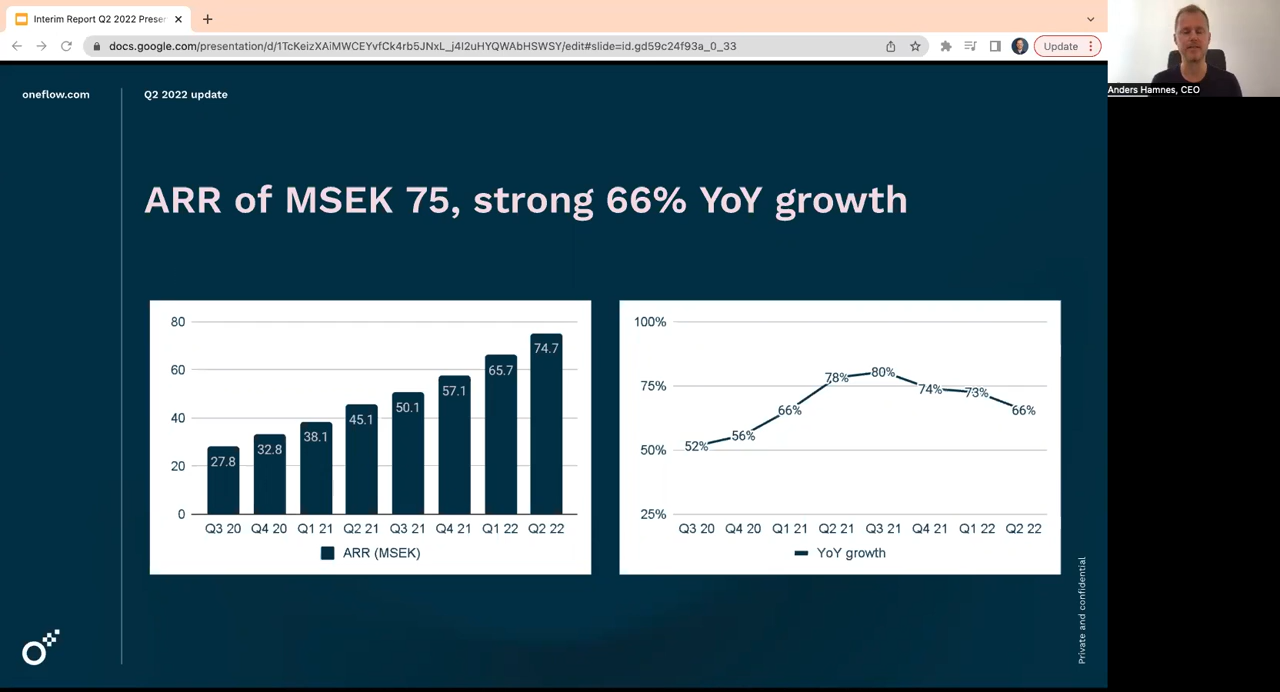 Interim Report Q2 2022 Preser
docs.google.com/presentation/d/1TcKeizXAiMWCEYvfCk4rb5JNxL_j4I2uHYQWAbHSWSY/edit#slide=id.gd59c24f93a_0_33
Update
Anders Hamnes, CEO
oneflow.com
Q2 2022 update
ARR of MSEK 75, strong 66% YoY growth
80
60
40
20
0
27.8
32.8
38.1
45.1
50.1
57.1
65.7
74.7
Q3 20 Q4 20 Q1 21 Q2 21 Q3 21 Q4 21 Q1 22 Q2 22
ARR (MSEK)
100%
75%
50%
25%
52%
56%
66%
78%
80%
74%
73%
66%
Q3 20 Q4 20 Q1 21 Q2 21 Q3 21 Q4 21 Q1 22 Q2 22
YoY growth
Private and confidential